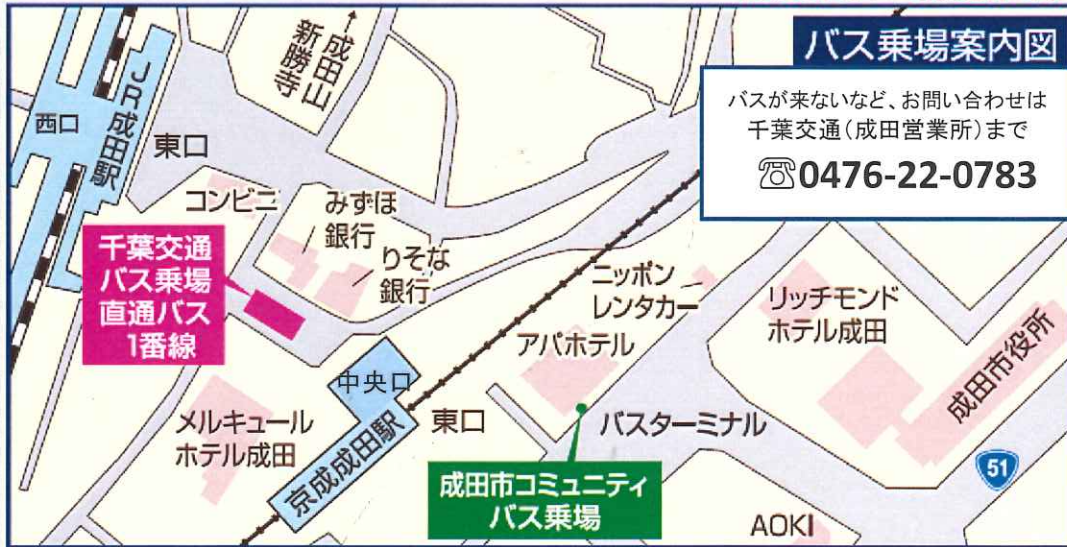 バス乗場案内図
バスが来ないなど、お問い合わせは
千葉交通(成田営業所)まで
☏0476-22-0783
↑成田山
新勝寺
JR成田駅
西口
東口
コンビニ
みずほ
銀行
りそな
銀行
千葉交通
バス乗場
直通バス
1番線
ニッポン
レンタカー
リッチモンド
ホテル成田
成田市役所
アパホテル
中央口
東口
京成成田駅
メルキュール
ホテル成田
バスターミナル
成田市コミュニティ
バス乗場
51
AOKI